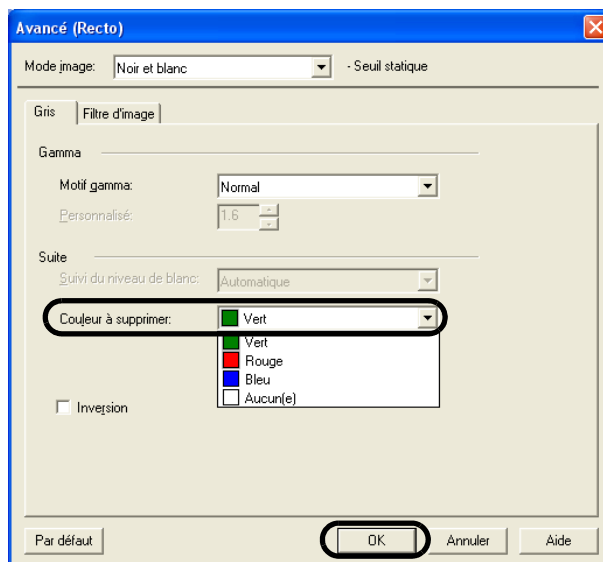 Avancé (Recto)
Mode image: Noir et blanc - Seuil statique
Gris Filtre d'image
Gamma
Motif gamma: Normal
Personnalisé: 1.6
Suite
Suivi du niveau de blanc: Automatique
Couleur à supprimer: Vert
Vert
Rouge
Bleu
Aucun(e)
Inversion
Par défaut OK Annuler Aide